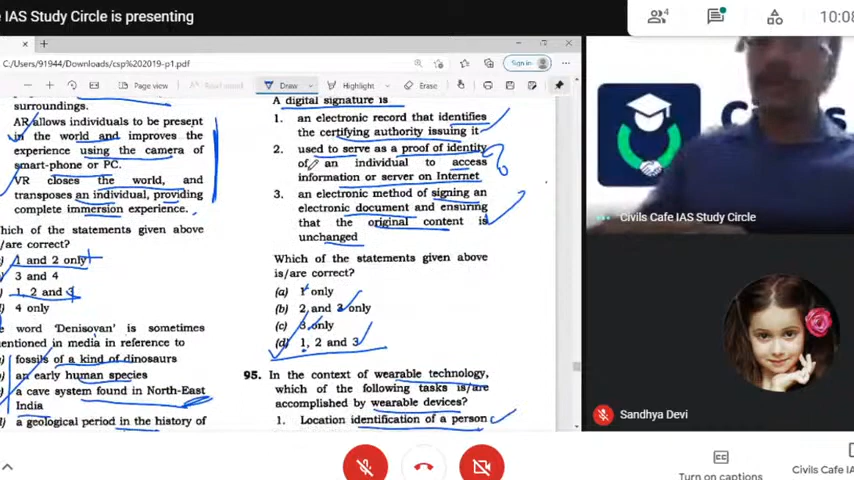 e IAS Study Circle is presenting
4
10:08
C:/Users/91944/Downloads/csp%202019-p1.pdf
Sign in
Page view
Read aloud
Draw
Highlight
Erase
surroundings.
AR allows individuals to be present
in the world and improves the
experience using the camera of
smart-phone or PC.
VR closes the world, and
transposes an individual, providing
complete immersion experience.
hich of the statements given above
/are correct?
1 and 2 only
3 and 4
1, 2 and
4 only
e word 'Denisovan' is sometimes
entioned in media in reference to
fossils of a kind of dinosaurs
an early human species
a cave system found in North-East
India
a geological period in the history of
A digital signature is
1. an electronic record that identifies
the certifying authority issuing it
2. used to serve as a proof of identity
of an individual to access
information or server on Internet
3. an electronic method of signing an
electronic document and ensuring
that the original content is
unchanged
Which of the statements given above
is/are correct?
(a) 1 only
(b) 2 and 3 only
(c) 3 only
(d) 1, 2 and 3
95. In the context of wearable technology,
which of the following tasks is/are
accomplished by wearable devices?
1. Location identification of a person
Civils Cafe IAS Study Circle
Sandhya Devi
Turn on captions
Civils Cafe IAS